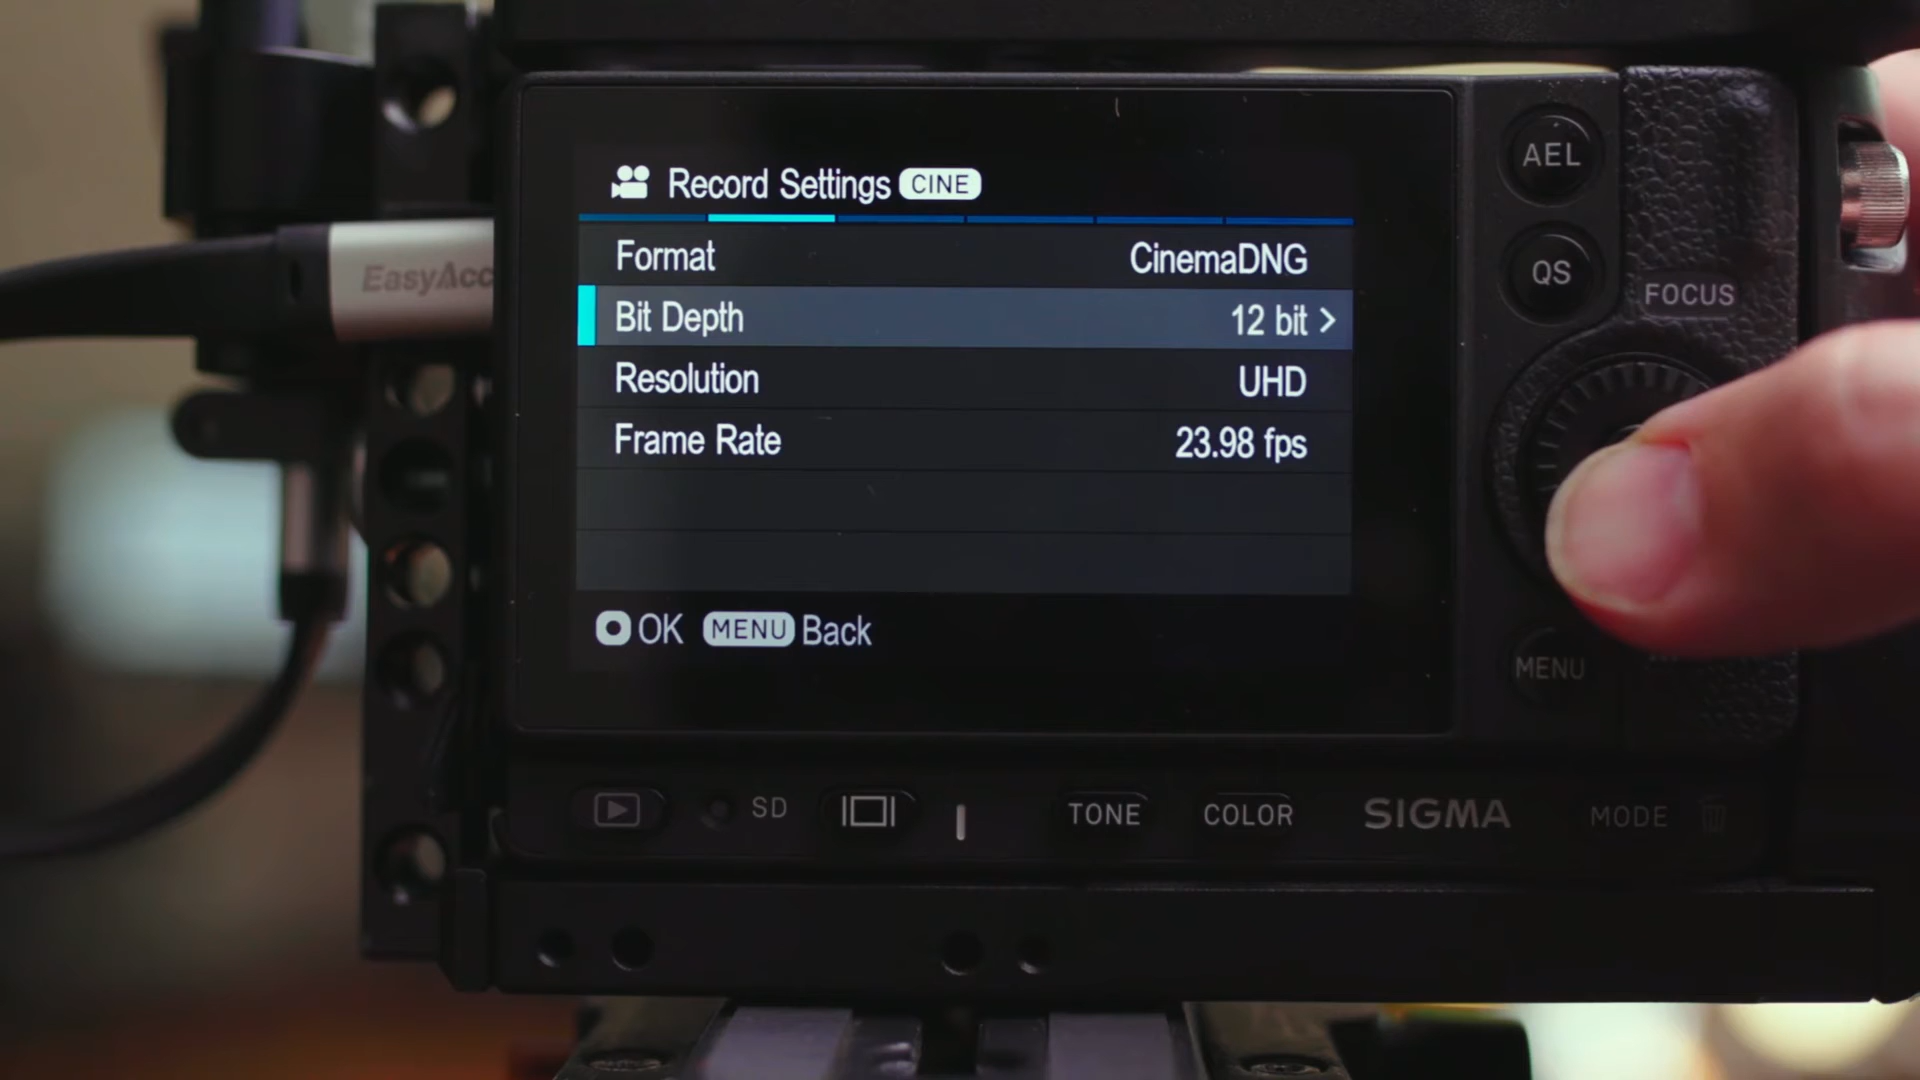 Record Settings CINE
Format CinemaDNG
Bit Depth 12 bit >
Resolution UHD
Frame Rate 23.98 fps
OK MENU Back
EasyAcc
AEL
QS
FOCUS
MENU
SD
TONE
COLOR
SIGMA
MODE